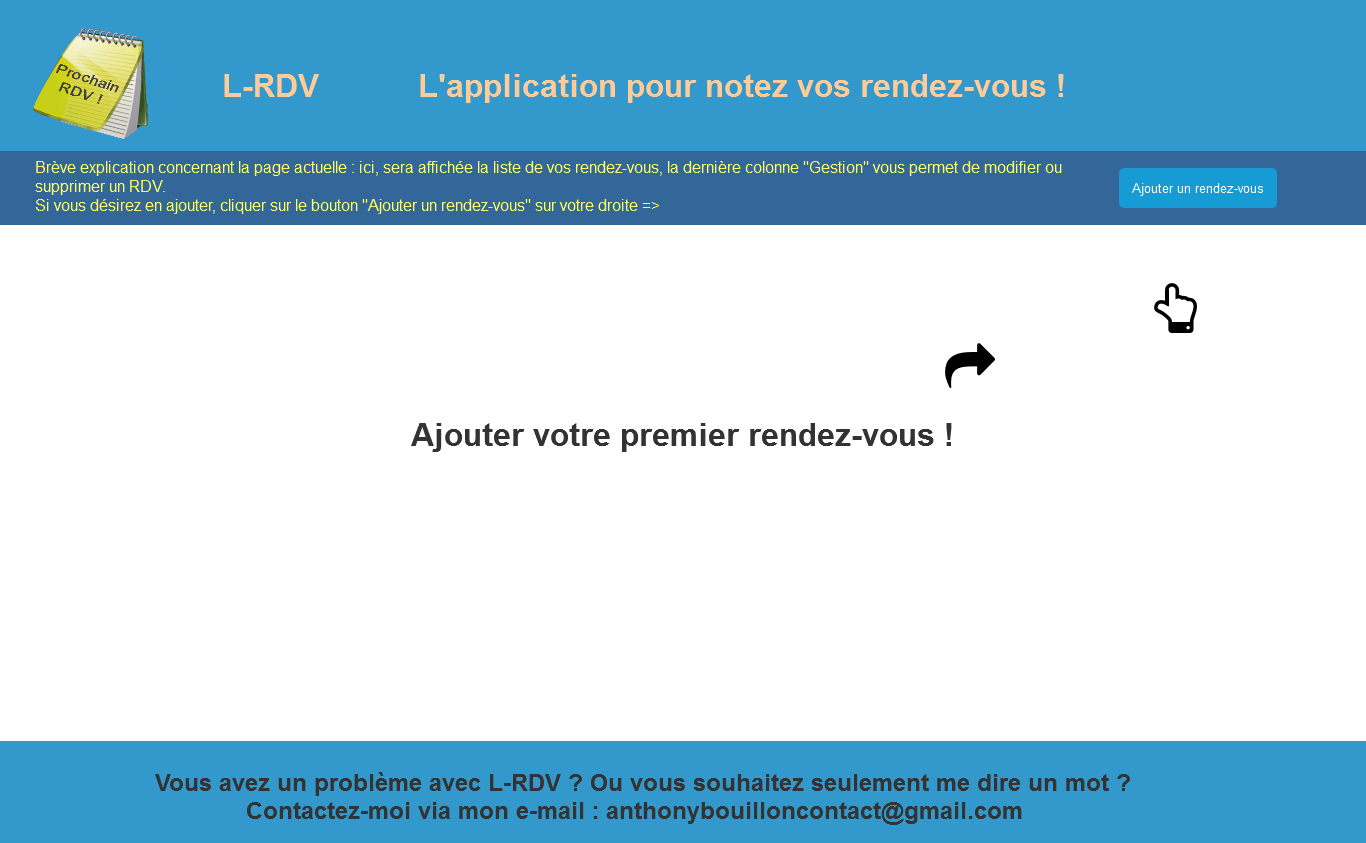 Prochain
RDV !
L-RDV
L'application pour notez vos rendez-vous !
Brève explication concernant la page actuelle : ici, sera affichée la liste de vos rendez-vous, la dernière colonne "Gestion" vous permet de modifier ou
supprimer un RDV.
Si vous désirez en ajouter, cliquer sur le bouton "Ajouter un rendez-vous" sur votre droite =>
Ajouter un rendez-vous
Ajouter votre premier rendez-vous !
Vous avez un problème avec L-RDV ? Ou vous souhaitez seulement me dire un mot ?
Contactez-moi via mon e-mail : anthonybouilloncontact@gmail.com